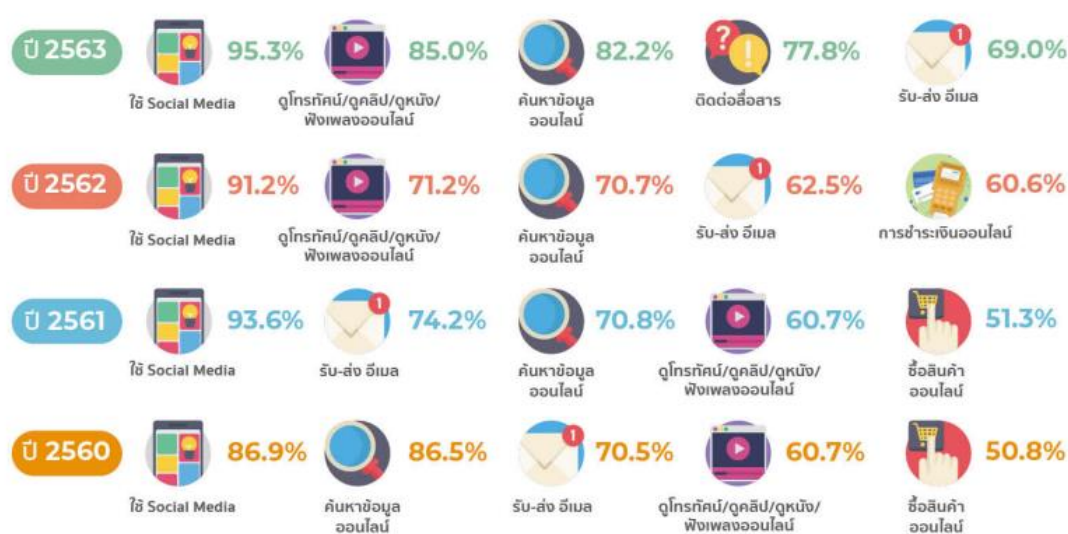 ปี 2563 95.3% 85.0% 82.2% 77.8% 1 69.0%
ใช้ Social Media ดูโทรทัศน์/ดูคลิป/ดูหนัง/ ค้นหาข้อมูล ติดต่อสื่อสาร รับ-ส่ง อีเมล
ฟังเพลงออนไลน์ ออนไลน์
ปี 2562 91.2% 71.2% 70.7% 1 62.5% 60.6%
ใช้ Social Media ดูโทรทัศน์/ดูคลิป/ดูหนัง/ ค้นหาข้อมูล รับ-ส่ง อีเมล การชำระเงินออนไลน์
ฟังเพลงออนไลน์ ออนไลน์
ปี 2561 93.6% 1 74.2% 70.8% 60.7% 51.3%
ใช้ Social Media รับ-ส่ง อีเมล ค้นหาข้อมูล ดูโทรทัศน์/ดูคลิป/ดูหนัง/ ซื้อสินค้า
ออนไลน์ ฟังเพลงออนไลน์ ออนไลน์
ปี 2560 86.9% 86.5% 1 70.5% 60.7% 50.8%
ใช้ Social Media ค้นหาข้อมูล รับ-ส่ง อีเมล ดูโทรทัศน์/ดูคลิป/ดูหนัง/ ซื้อสินค้า
ออนไลน์ ฟังเพลงออนไลน์ ออนไลน์